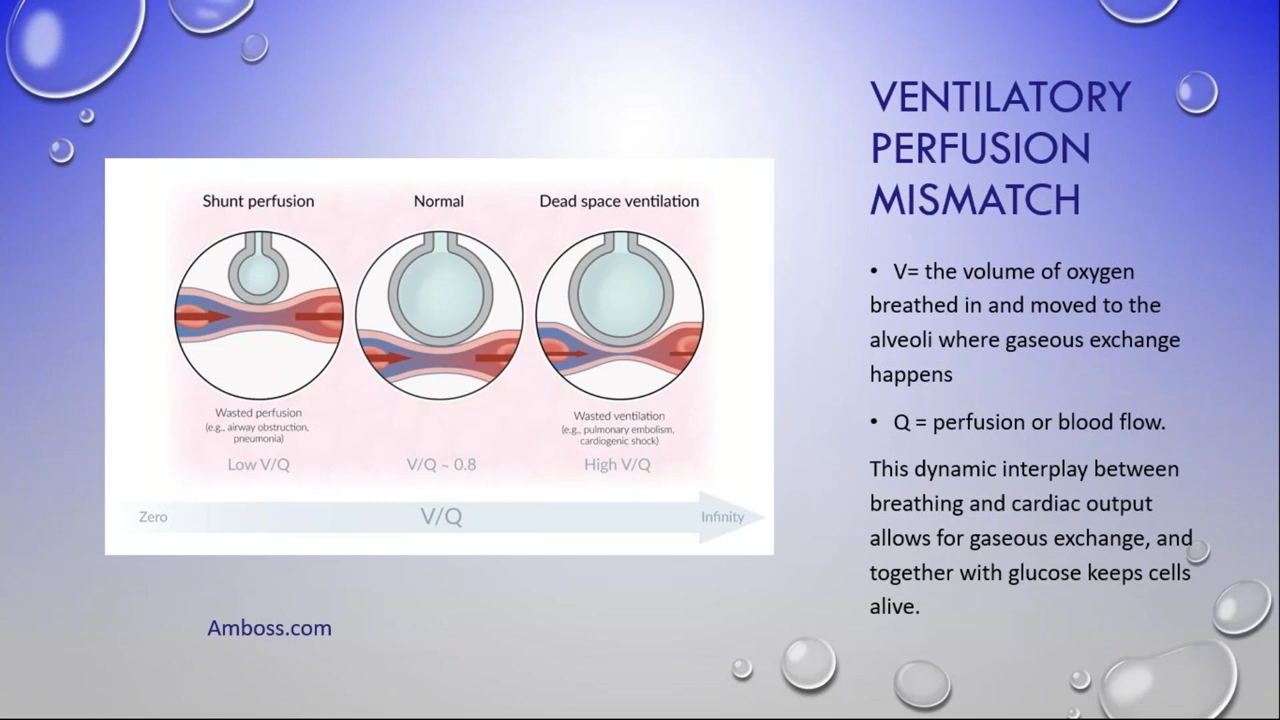 VENTILATORY
PERFUSION
MISMATCH
Shunt perfusion
Normal
Dead space ventilation
Wasted perfusion
(e.g., airway obstruction,
pneumonia)
Wasted ventilation
(e.g., pulmonary embolism,
cardiogenic shock)
Low V/Q
V/Q ~ 0.8
High V/Q
Zero
V/Q
Infinity
Amboss.com
• V= the volume of oxygen
breathed in and moved to the
alveoli where gaseous exchange
happens
• Q = perfusion or blood flow.
This dynamic interplay between
breathing and cardiac output
allows for gaseous exchange, and
together with glucose keeps cells
alive.